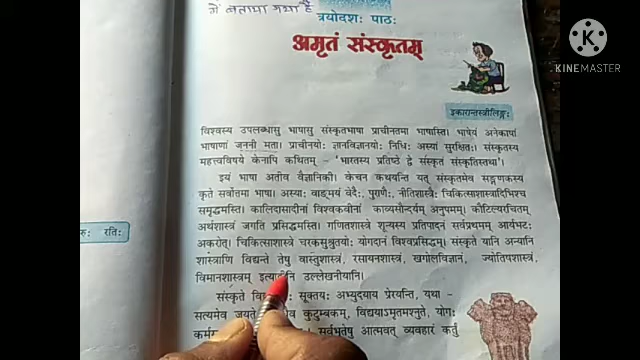 में बताया गया है
त्रयोदशः पाठः
अमृतं संस्कृतम्
KINEMASTER
इकारान्तस्त्रीलिङ्गः
विश्वस्य उपलब्धासु भाषासु संस्कृतभाषा प्राचीनतमा भाषास्ति। भाषेयं अनेकाषां
भाषाणां जननी मता। प्राचीनयोः ज्ञानविज्ञानयोः निधिः अस्यां सुरक्षितः। संस्कृतस्य
महत्त्वविषये केनापि कथितम् - 'भारतस्य प्रतिष्ठे द्वे संस्कृतं संस्कृतिस्तथा'।
इयं भाषा अतीव वैज्ञानिकी। केचन कथयन्ति यत् संस्कृतमेव सङ्गणकस्य
कृते सर्वोत्तमा भाषा। अस्याः वाङ्मयं वेदैः, पुराणैः, नीतिशास्त्रैः चिकित्साशास्त्रादिभिश्च
समृद्धमस्ति। कालिदासादीनां विश्वकवीनां काव्यसौन्दर्यम् अनुपमम्। कौटिल्यरचितम्
अर्थशास्त्रं जगति प्रसिद्धमस्ति। गणितशास्त्रे शून्यस्य प्रतिपादनं सर्वप्रथमम् आर्यभटः
अकरोत्। चिकित्साशास्त्रे चरकसुश्रुतयोः योगदानं विश्वप्रसिद्धम्। संस्कृते यानि अन्यानि
शास्त्राणि विद्यन्ते तेषु वास्तुशास्त्रं, रसायनशास्त्रं, खगोलविज्ञानं, ज्योतिषशास्त्रं,
विमानशास्त्रम् इत्यादीनि उल्लेखनीयानि।
रुः रतिः
संस्कृते सूक्तयः अभ्युदयाय प्रेरयन्ति, यथा -
सत्यमेव जयते कुटुम्बकम्, विद्ययाऽमृतमश्नुते, योगः
सर्वभूतेषु आत्मवत् व्यवहारं कर्तुं